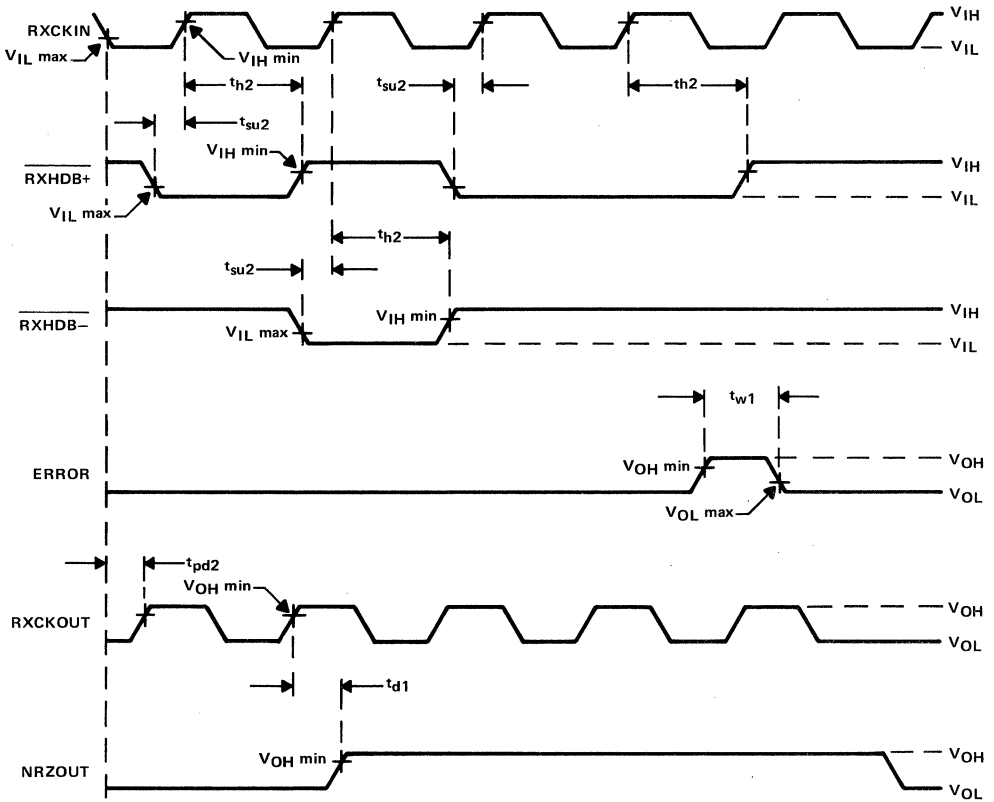 RXCKIN
V_IL max
V_IH min
V_IH
V_IL
t_h2
t_su2
th2
t_su2
V_IH min
R̅X̅H̅D̅B̅+̅
V_IL max
V_IH
V_IL
t_h2
t_su2
R̅X̅H̅D̅B̅–̅
V_IL max
V_IH min
V_IH
V_IL
t_w1
ERROR
V_OH min
V_OL max
V_OH
V_OL
t_pd2
V_OH min
RXCKOUT
V_OH
V_OL
t_d1
V_OH min
NRZOUT
V_OH
V_OL